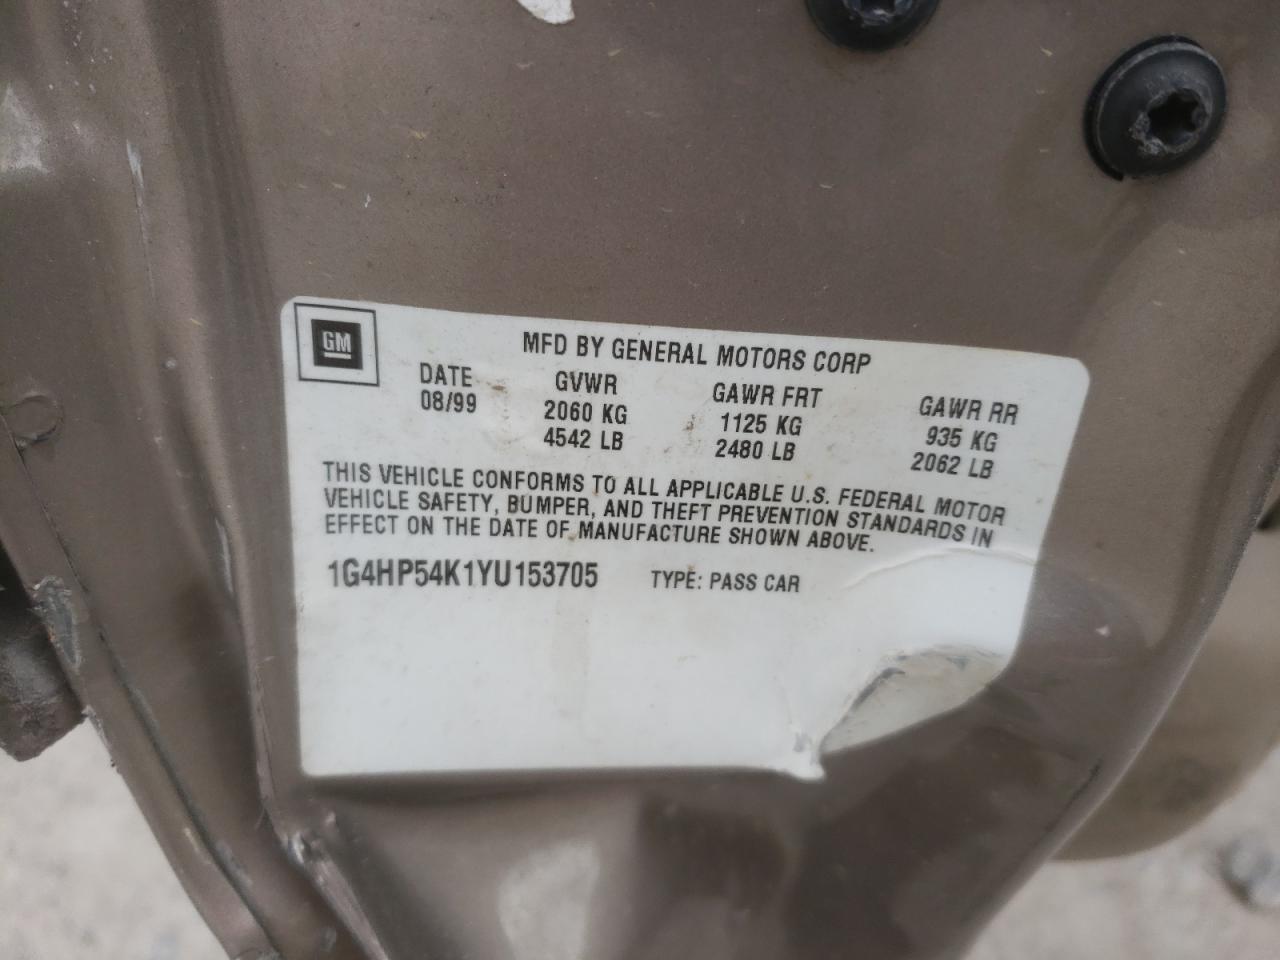 GM
MFD BY GENERAL MOTORS CORP
DATE GVWR GAWR FRT GAWR RR
08/99 2060 KG 1125 KG 935 KG
4542 LB 2480 LB 2062 LB
THIS VEHICLE CONFORMS TO ALL APPLICABLE U.S. FEDERAL MOTOR
VEHICLE SAFETY, BUMPER, AND THEFT PREVENTION STANDARDS IN
EFFECT ON THE DATE OF MANUFACTURE SHOWN ABOVE.
1G4HP54K1YU153705 TYPE: PASS CAR